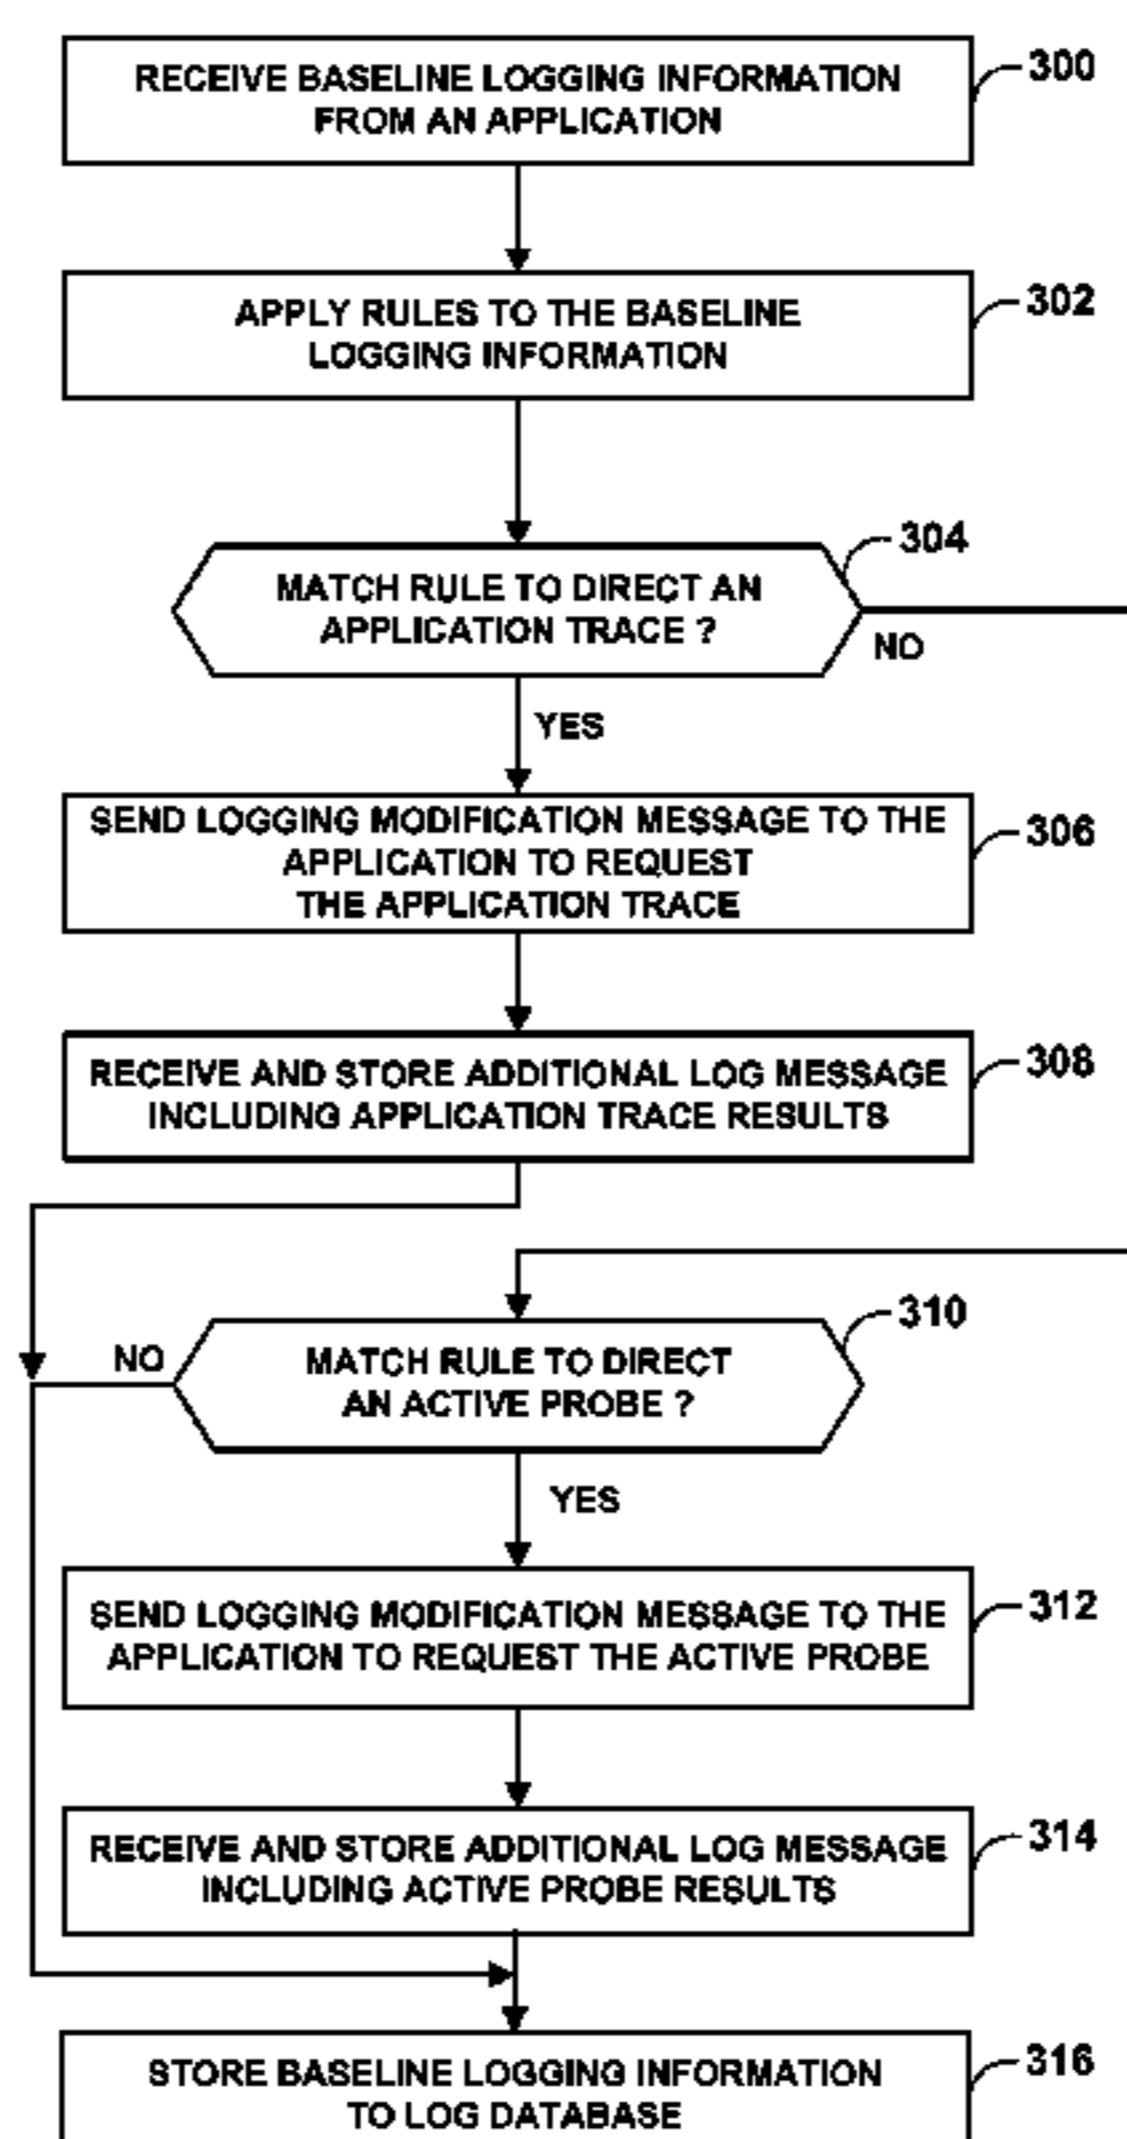 RECEIVE BASELINE LOGGING INFORMATION
FROM AN APPLICATION
300
APPLY RULES TO THE BASELINE
LOGGING INFORMATION
302
304
MATCH RULE TO DIRECT AN
APPLICATION TRACE ?
NO
YES
SEND LOGGING MODIFICATION MESSAGE TO THE
APPLICATION TO REQUEST
THE APPLICATION TRACE
306
RECEIVE AND STORE ADDITIONAL LOG MESSAGE
INCLUDING APPLICATION TRACE RESULTS
308
310
NO
MATCH RULE TO DIRECT
AN ACTIVE PROBE ?
YES
SEND LOGGING MODIFICATION MESSAGE TO THE
APPLICATION TO REQUEST THE ACTIVE PROBE
312
RECEIVE AND STORE ADDITIONAL LOG MESSAGE
INCLUDING ACTIVE PROBE RESULTS
314
STORE BASELINE LOGGING INFORMATION
TO LOG DATABASE
316